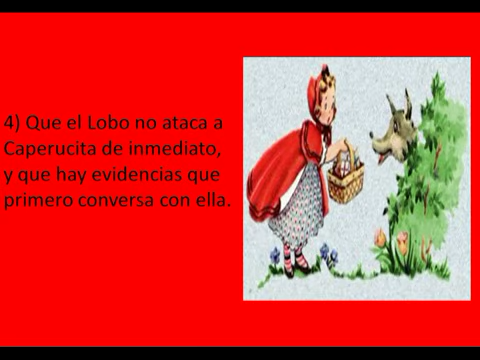 4) Que el Lobo no ataca a
Caperucita de inmediato,
y que hay evidencias que
primero conversa con ella.